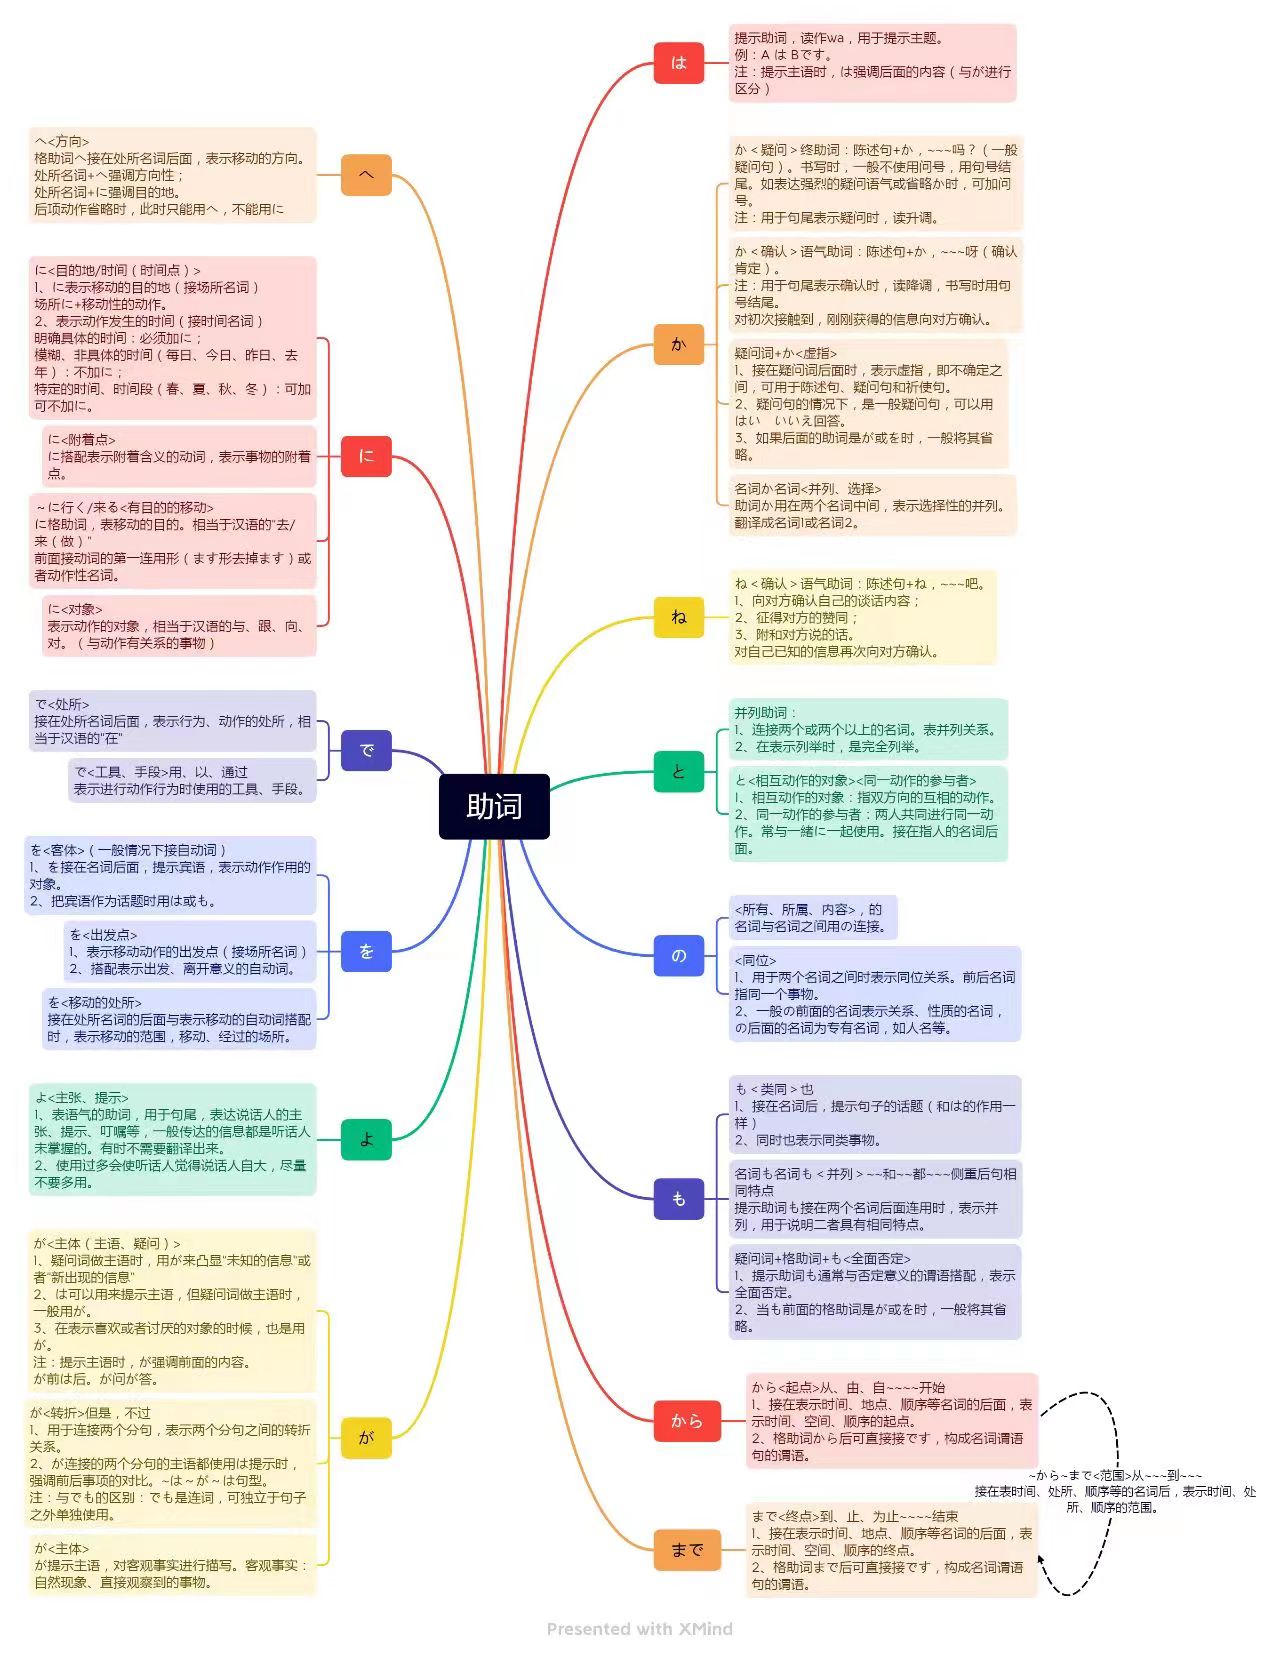 助词
は
提示助词，读作wa，用于提示主题。
例：A は Bです。
注：提示主语时，は强调后面的内容（与が进行
区分）
か
か＜疑问＞终助词：陈述句+か，~~~吗？（一般
疑问句）。书写时，一般不使用问号，用句号结
尾。如表达强烈的疑问语气或省略か时，可加问
号。
注：用于句尾表示疑问时，读升调。
か＜确认＞语气助词：陈述句+か，~~~呀（确认
肯定）。
注：用于句尾表示确认时，读降调，书写时用句
号结尾。
对初次接触到，刚刚获得的信息向对方确认。
疑问词+か<虚指>
1、接在疑问词后面时，表示虚指，即不确定之
间，可用于陈述句、疑问句和祈使句。
2、疑问句的情况下，是一般疑问句，可以用
はい　いいえ回答。
3、如果后面的助词是が或を时，一般将其省
略。
名词か名词<并列、选择>
助词か用在两个名词中间，表示选择性的并列。
翻译成名词1或名词2。
ね
ね＜确认＞语气助词：陈述句+ね，~~~吧。
1、向对方确认自己的谈话内容；
2、征得对方的赞同；
3、附和对方说的话。
对自己已知的信息再次向对方确认。
と
并列助词：
1、连接两个或两个以上的名词。表并列关系。
2、在表示列举时，是完全列举。
と<相互动作的对象><同一动作的参与者>
1、相互动作的对象：指双方向的互相的动作。
2、同一动作的参与者：两人共同进行同一动
作。常与一緒に一起使用。接在指人的名词后
面。
の
<所有、所属、内容>，的
名词与名词之间用の连接。
<同位>
1、用于两个名词之间时表示同位关系。前后名词
指同一个事物。
2、一般の前面的名词表示关系、性质的名词，
の后面的名词为专有名词，如人名等。
も
も＜类同＞也
1、接在名词后，提示句子的话题（和は的作用一
样）
2、同时也表示同类事物。
名词も名词も＜并列＞~~和~~都~~~侧重后句相
同特点
提示助词も接在两个名词后面连用时，表示并
列，用于说明二者具有相同特点。
疑问词+格助词+も<全面否定>
1、提示助词も通常与否定意义的谓语搭配，表示
全面否定。
2、当も前面的格助词是が或を时，一般将其省
略。
から
から<起点>从、由、自~~~~开始
1、接在表示时间、地点、顺序等名词的后面，表
示时间、空间、顺序的起点。
2、格助词から后可直接接です，构成名词谓语
句的谓语。
~から~まで<范围>从~~~到~~~
接在表时间、处所、顺序等的名词后，表示时间、处
所、顺序的范围。
まで
まで<终点>到、止、为止~~~~结束
1、接在表示时间、地点、顺序等名词的后面，表
示时间、空间、顺序的终点。
2、格助词まで后可直接接です，构成名词谓语
句的谓语。
へ
へ<方向>
格助词へ接在处所名词后面，表示移动的方向。
处所名词+へ强调方向性；
处所名词+に强调目的地。
后项动作省略时，此时只能用へ，不能用に
に
に<目的地/时间（时间点）>
1、に表示移动的目的地（接场所名词）
场所に+移动性的动作。
2、表示动作发生的时间（接时间名词）
明确具体的时间：必须加に；
模糊、非具体的时间（每日、今日、昨日、去
年）：不加に；
特定的时间、时间段（春、夏、秋、冬）：可加
可不加に。
に<附着点>
に搭配表示附着含义的动词，表示事物的附着
点。
～に行く/来る<有目的的移动>
に格助词，表移动的目的。相当于汉语的"去/
来（做）"
前面接动词的第一连用形（ます形去掉ます）或
者动作性名词。
に<对象>
表示动作的对象，相当于汉语的与、跟、向、
对。（与动作有关系的事物）
で
で<处所>
接在处所名词后面，表示行为、动作的处所，相
当于汉语的"在"
で<工具、手段>用、以、通过
表示进行动作行为时使用的工具、手段。
を
を<客体>（一般情况下接自动词）
1、を接在名词后面，提示宾语，表示动作作用的
对象。
2、把宾语作为话题时用は或も。
を<出发点>
1、表示移动动作的出发点（接场所名词）
2、搭配表示出发、离开意义的自动词。
を<移动的处所>
接在处所名词的后面与表示移动的自动词搭配
时，表示移动的范围，移动、经过的场所。
よ
よ<主张、提示>
1、表语气的助词，用于句尾，表达说话人的主
张、提示、叮嘱等，一般传达的信息都是听话人
未掌握的。有时不需要翻译出来。
2、使用过多会使听话人觉得说话人自大，尽量
不要多用。
が
が<主体（主语、疑问）>
1、疑问词做主语时，用が来凸显"未知的信息"或
者"新出现的信息"
2、は可以用来提示主语，但疑问词做主语时，
一般用が。
3、在表示喜欢或者讨厌的对象的时候，也是用
が。
注：提示主语时，が强调前面的内容。
が前は后。が问が答。
が<转折>但是，不过
1、用于连接两个分句，表示两个分句之间的转折
关系。
2、が连接的两个分句的主语都使用は提示时，
强调前后事项的对比。~は～が～は句型。
注：与でも的区别：でも是连词，可独立于句子
之外单独使用。
が<主体>
が提示主语，对客观事实进行描写。客观事实：
自然现象、直接观察到的事物。
Presented with XMind